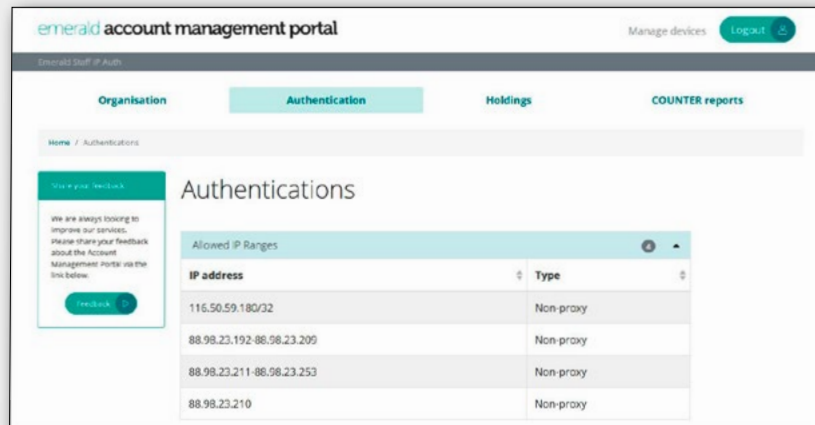 emerald account management portal
Manage devices
Logout
Emerald Staff IP Auth
Organisation
Authentication
Holdings
COUNTER reports
Home / Authentications
Share your feedback
We are always looking to
improve our services.
Please share your feedback
about the Account
Management Portal via the
link below.
Feedback
Authentications
Allowed IP Ranges
4
IP address
Type
116.50.59.180/32
Non-proxy
88.98.23.192-88.98.23.209
Non-proxy
88.98.23.211-88.98.23.253
Non-proxy
88.98.23.210
Non-proxy